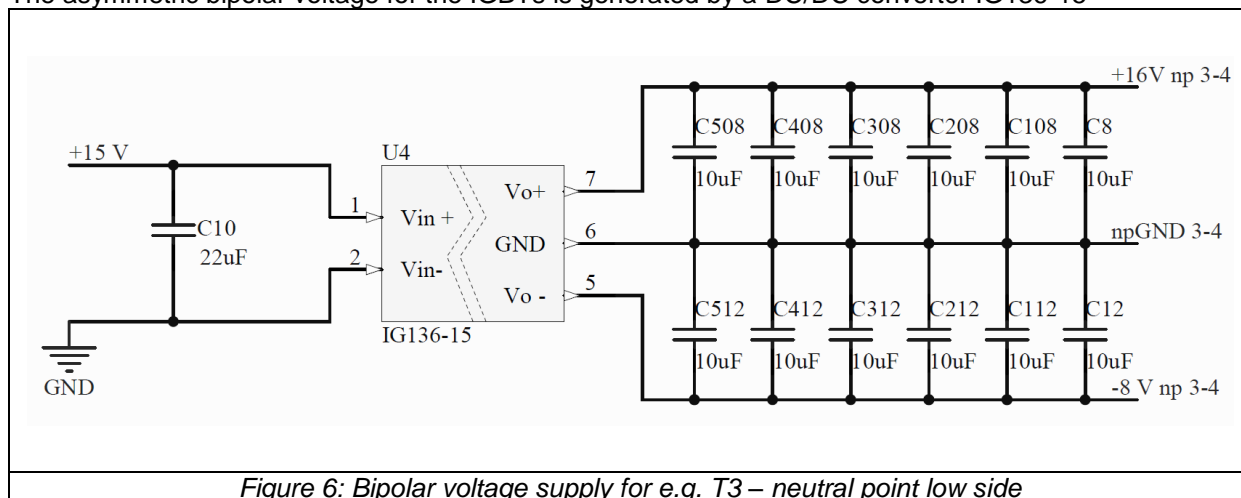 The asymmetric bipolar voltage for the IGBTs is generated by a DC/DC converter IG136-15
+16V np 3-4
C508 C408 C308 C208 C108 C8
10uF 10uF 10uF 10uF 10uF 10uF
+15 V
U4
7
Vo+
1
Vin +
C10
22uF
GND
6
npGND 3-4
2
Vin-
Vo -
5
C512 C412 C312 C212 C112 C12
IG136-15
10uF 10uF 10uF 10uF 10uF 10uF
GND
-8 V np 3-4
Figure 6: Bipolar voltage supply for e.g. T3 – neutral point low side